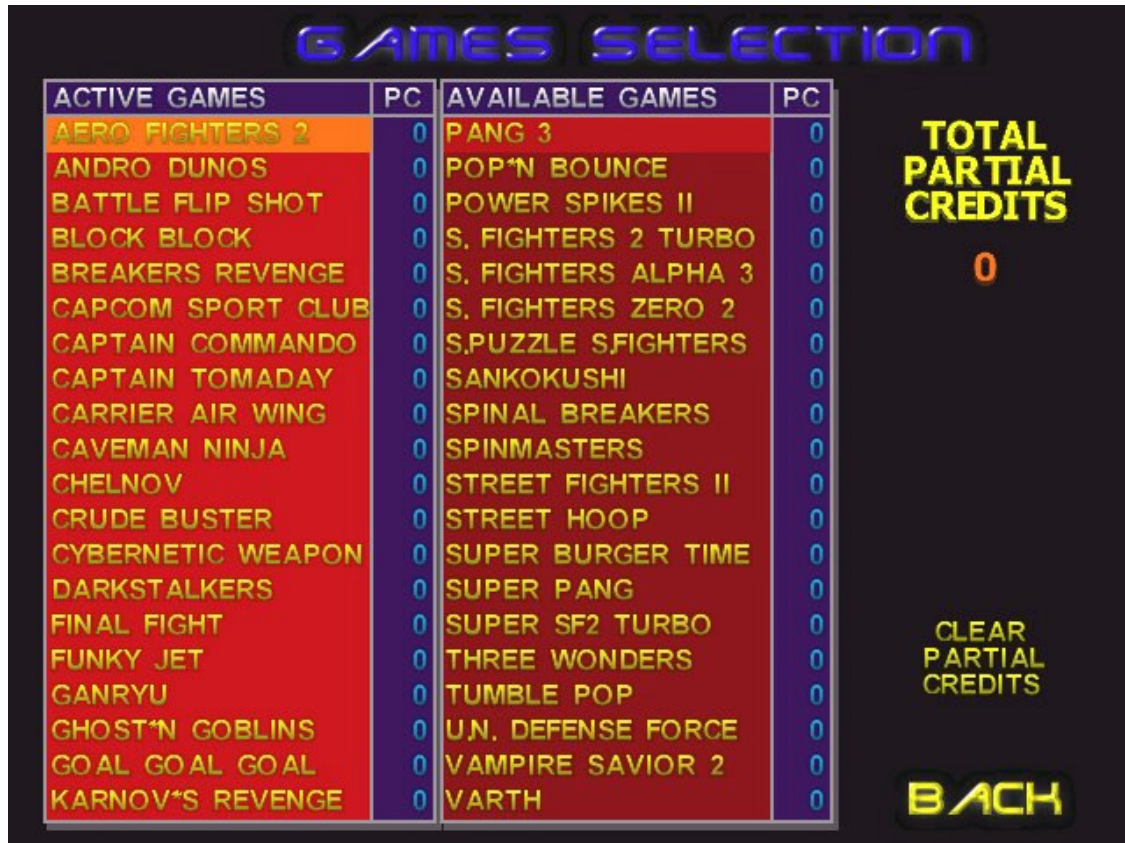 GAMES SELECTION
ACTIVE GAMES PC AVAILABLE GAMES PC
AERO FIGHTERS 2 0 PANG 3 0
ANDRO DUNOS 0 POP*N BOUNCE 0
BATTLE FLIP SHOT 0 POWER SPIKES II 0
BLOCK BLOCK 0 S. FIGHTERS 2 TURBO 0
BREAKERS REVENGE 0 S. FIGHTERS ALPHA 3 0
CAPCOM SPORT CLUB 0 S. FIGHTERS ZERO 2 0
CAPTAIN COMMANDO 0 S.PUZZLE S.FIGHTERS 0
CAPTAIN TOMADAY 0 SANKOKUSHI 0
CARRIER AIR WING 0 SPINAL BREAKERS 0
CAVEMAN NINJA 0 SPINMASTERS 0
CHELNOV 0 STREET FIGHTERS II 0
CRUDE BUSTER 0 STREET HOOP 0
CYBERNETIC WEAPON 0 SUPER BURGER TIME 0
DARKSTALKERS 0 SUPER PANG 0
FINAL FIGHT 0 SUPER SF2 TURBO 0
FUNKY JET 0 THREE WONDERS 0
GANRYU 0 TUMBLE POP 0
GHOST*N GOBLINS 0 U.N. DEFENSE FORCE 0
GOAL GOAL GOAL 0 VAMPIRE SAVIOR 2 0
KARNOV*S REVENGE 0 VARTH 0
TOTAL
PARTIAL
CREDITS
0
CLEAR
PARTIAL
CREDITS
BACK